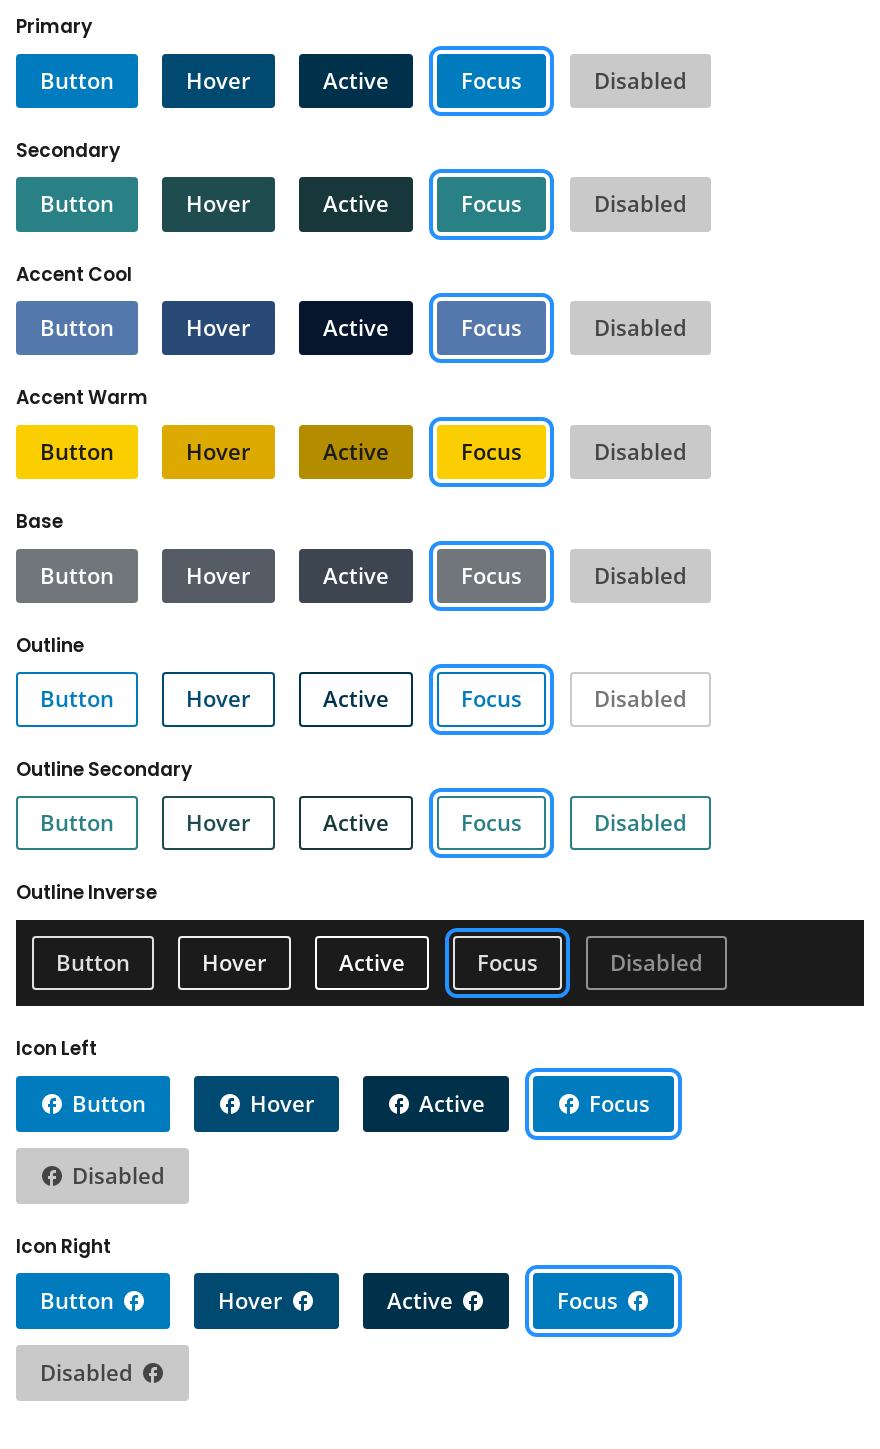 Primary
Button Hover Active Focus Disabled
Secondary
Button Hover Active Focus Disabled
Accent Cool
Button Hover Active Focus Disabled
Accent Warm
Button Hover Active Focus Disabled
Base
Button Hover Active Focus Disabled
Outline
Button Hover Active Focus Disabled
Outline Secondary
Button Hover Active Focus Disabled
Outline Inverse
Button Hover Active Focus Disabled
Icon Left
Button Hover Active Focus
Disabled
Icon Right
Button Hover Active Focus
Disabled